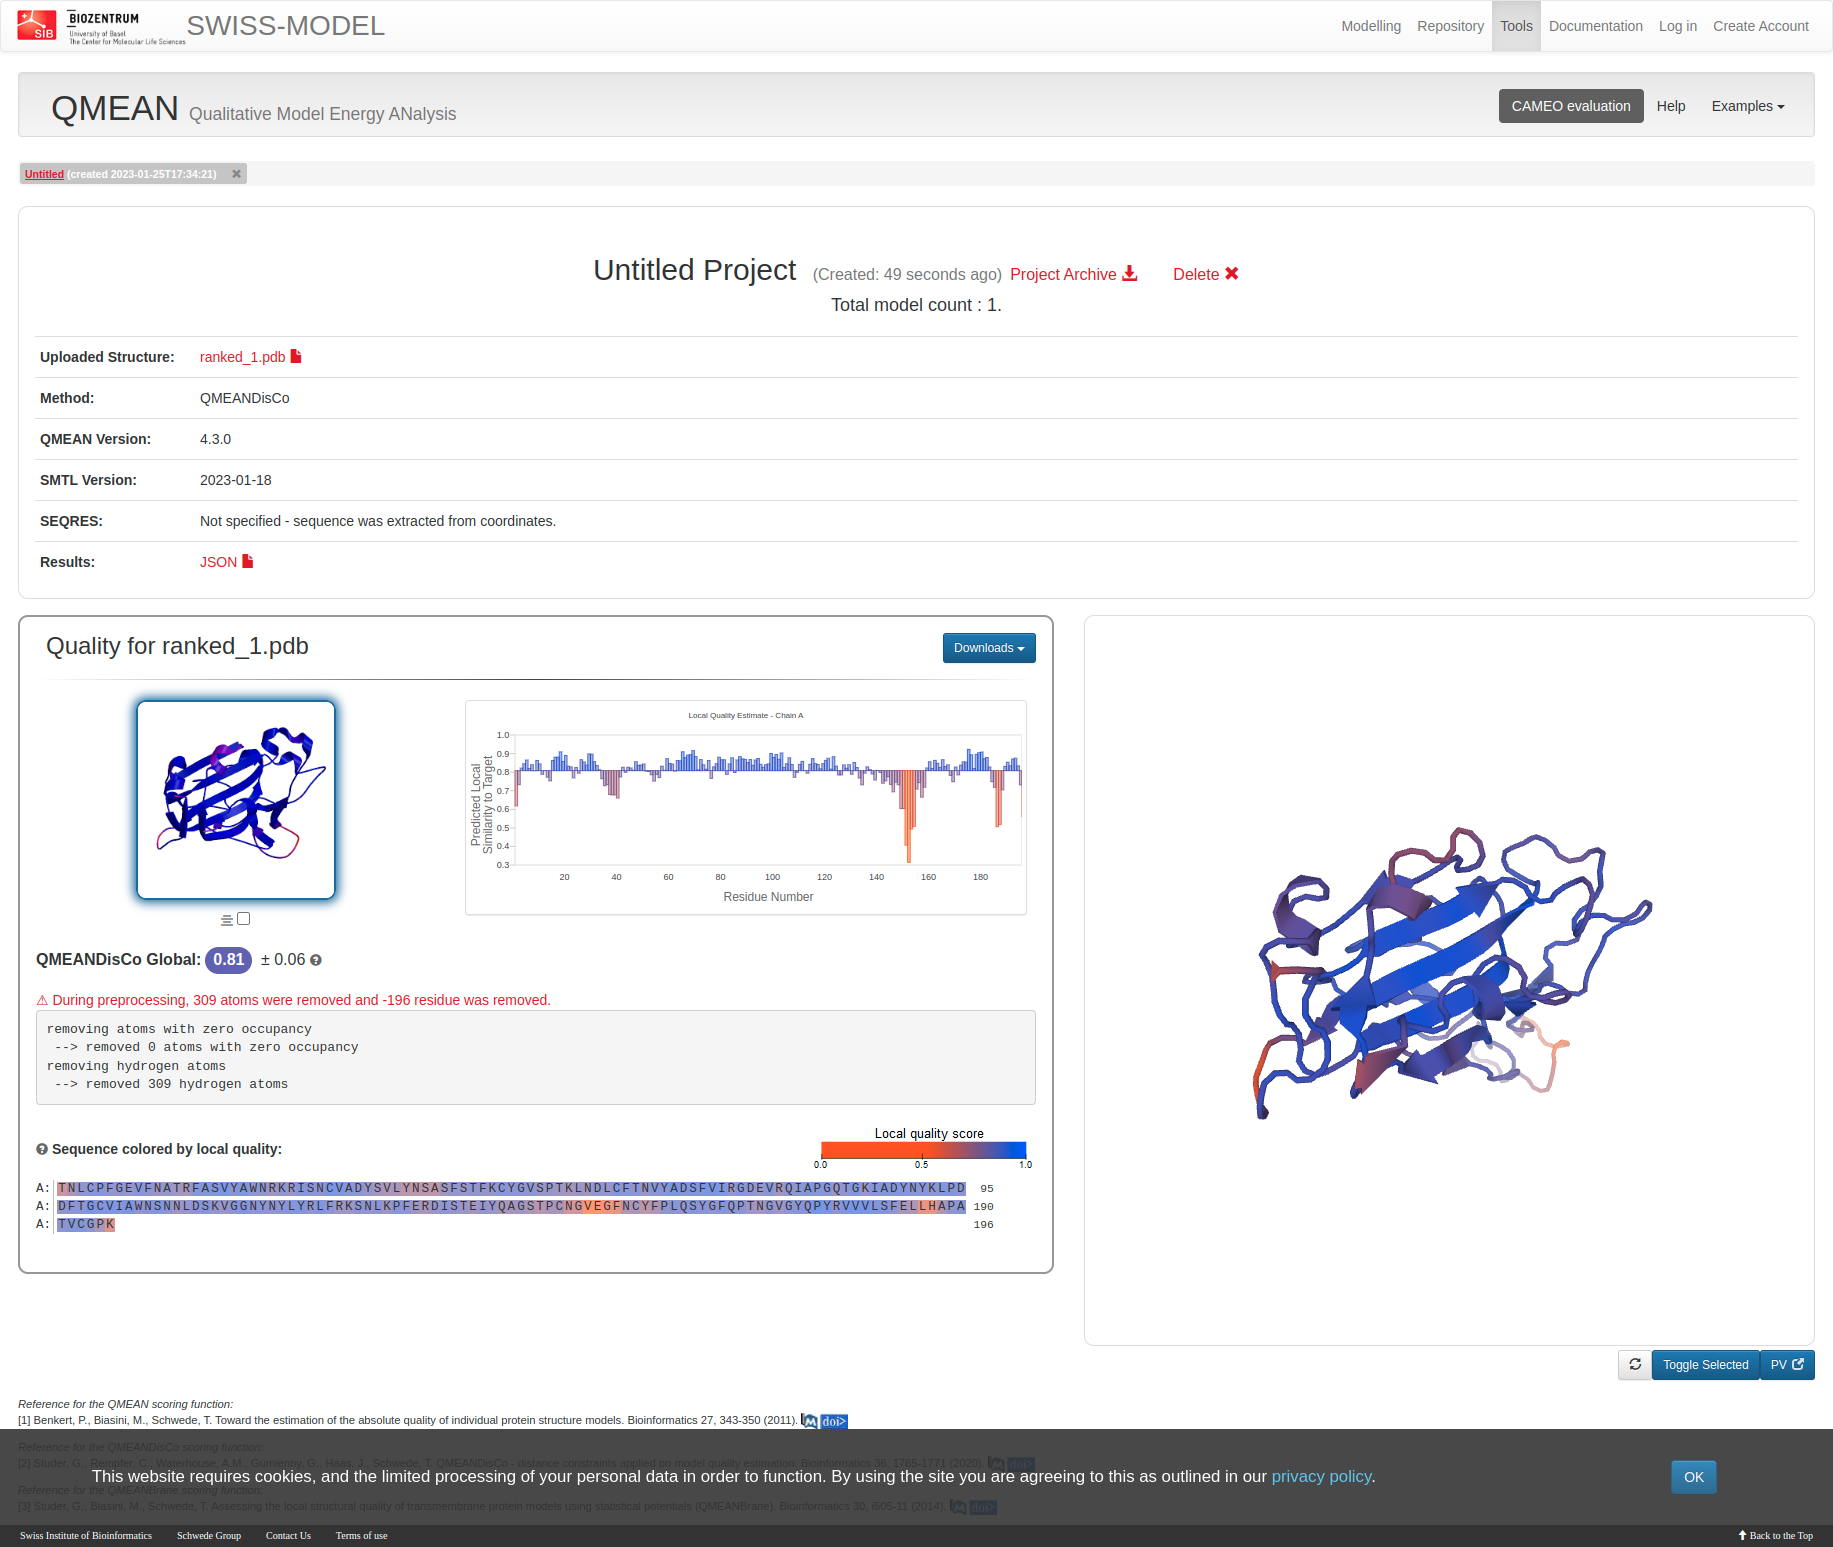 SIB
BIOZENTRUM
University of Basel
The Center for Molecular Life Sciences
SWISS-MODEL
Modelling Repository Tools Documentation Log in Create Account
QMEAN Qualitative Model Energy ANalysis
CAMEO evaluation Help Examples
Untitled (created 2023-01-25T17:34:21) ✖
Untitled Project (Created: 49 seconds ago) Project Archive Delete ✖
Total model count : 1.
Uploaded Structure: ranked_1.pdb
Method: QMEANDisCo
QMEAN Version: 4.3.0
SMTL Version: 2023-01-18
SEQRES: Not specified - sequence was extracted from coordinates.
Results: JSON
Quality for ranked_1.pdb
Downloads
Local Quality Estimate - Chain A
Predicted Local
Similarity to Target
1.0
0.9
0.8
0.7
0.6
0.5
0.4
0.3
20 40 60 80 100 120 140 160 180
Residue Number
QMEANDisCo Global: 0.81 ± 0.06
⚠ During preprocessing, 309 atoms were removed and -196 residue was removed.
removing atoms with zero occupancy
--> removed 0 atoms with zero occupancy
removing hydrogen atoms
--> removed 309 hydrogen atoms
Local quality score
0.0 0.5 1.0
Sequence colored by local quality:
A: TNLCPFGEVFNATRFASVYAWNRKRISNCVADYSVLYNSASFSTFKCYGVSPTKLNDLCFTNVYADSFVIRGDEVRQIAPGQTGKIADYNYKLPD 95
A: DFTGCVIAWNSNNLDSKVGGNYNYLYRLFRKSNLKPFERDISTEIYQAGSTPCNGVEGFNCYFPLQSYGFQPTNGVGYQPYRVVVLSFELLHAPA 190
A: TVCGPK 196
Toggle Selected
PV
Reference for the QMEAN scoring function:
[1] Benkert, P., Biasini, M., Schwede, T. Toward the estimation of the absolute quality of individual protein structure models. Bioinformatics 27, 343-350 (2011). M doi>
Reference for the QMEANDisCo scoring function:
[2] Studer, G., Rempfer, C., Waterhouse, A.M., Gumienny, G., Haas, J., Schwede, T. QMEANDisCo - distance constraints applied on model quality estimation. Bioinformatics 36, 1765-1771 (2020). M doi>
This website requires cookies, and the limited processing of your personal data in order to function. By using the site you are agreeing to this as outlined in our privacy policy.
OK
Reference for the QMEANBrane scoring function:
[3] Studer, G., Biasini, M., Schwede, T. Assessing the local structural quality of transmembrane protein models using statistical potentials (QMEANBrane). Bioinformatics 30, i505-11 (2014). M doi>
Swiss Institute of Bioinformatics Schwede Group Contact Us Terms of use
Back to the Top